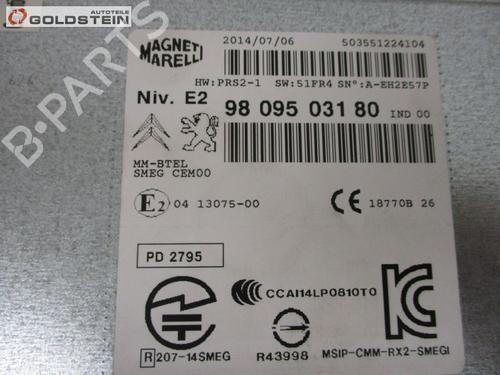 GOLDSTEIN
MAGNETI MARELLI
2014/07/06 503551224104
HW:PRS2-1 SW:51FR4 SN°:A-EH2E57P
Niv. E2
98 095 031 80 IND 00
MM-BTEL
SMEG CEM00
E2 04 13075-00
CE 18770B 26
PD 2795
CCAI14LP0810T0
R 207-14SMEG
R43998
MSIP-CMM-RX2-SMEGI
B-PARTS